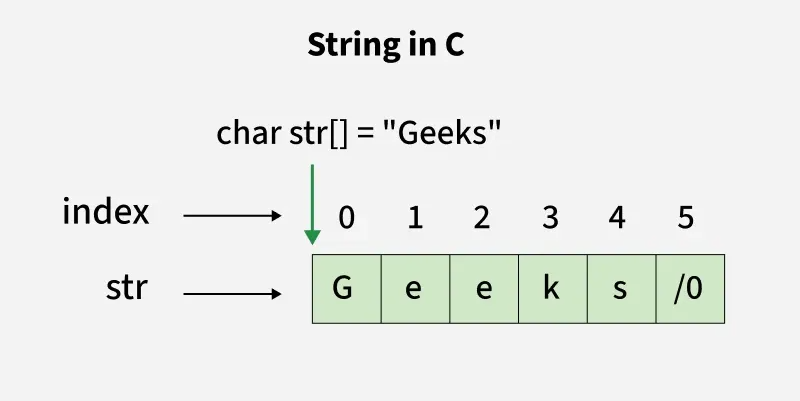 String in C
char str[] = "Geeks"
index 0 1 2 3 4 5
str G e e k s /0